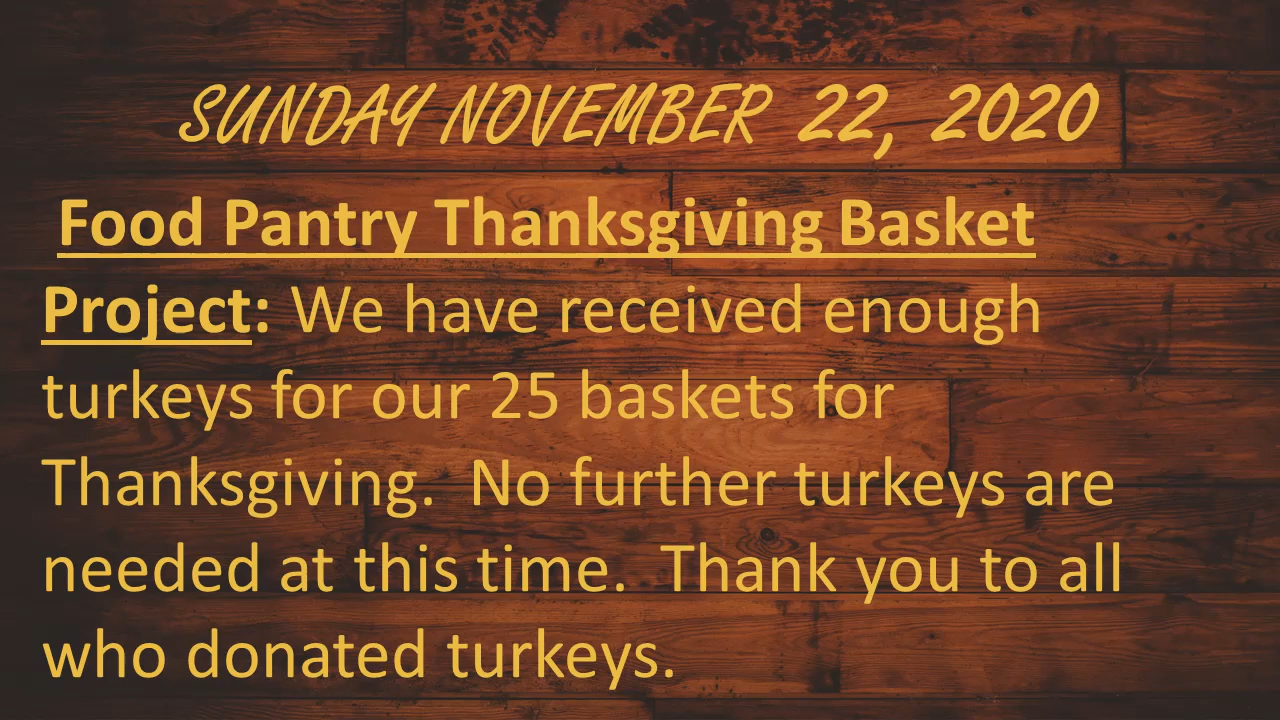 SUNDAY NOVEMBER 22, 2020
Food Pantry Thanksgiving Basket
Project: We have received enough
turkeys for our 25 baskets for
Thanksgiving.  No further turkeys are
needed at this time.  Thank you to all
who donated turkeys.